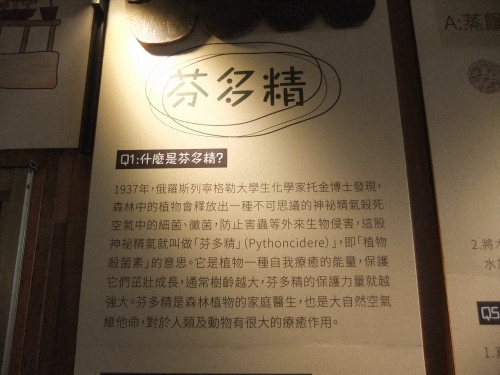 芬多精
Q1:什麼是芬多精?
1937年,俄羅斯列寧格勒大學生化學家托金博士發現,
森林中的植物會釋放出一種不可思議的神祕精氣殺死
空氣中的細菌、黴菌,防止害蟲等外來生物侵害,這股
神祕精氣就叫做「芬多精」(Pythoncidere),即「植物
殺菌素」的意思。它是植物一種自我療癒的能量,保護
它們茁壯成長,通常樹齡越大,芬多精的保護力量就越
強大。芬多精是森林植物的家庭醫生,也是大自然空氣
維他命,對於人類及動物有很大的療癒作用。
A:蒸餾
2.將
水
Q5
1.